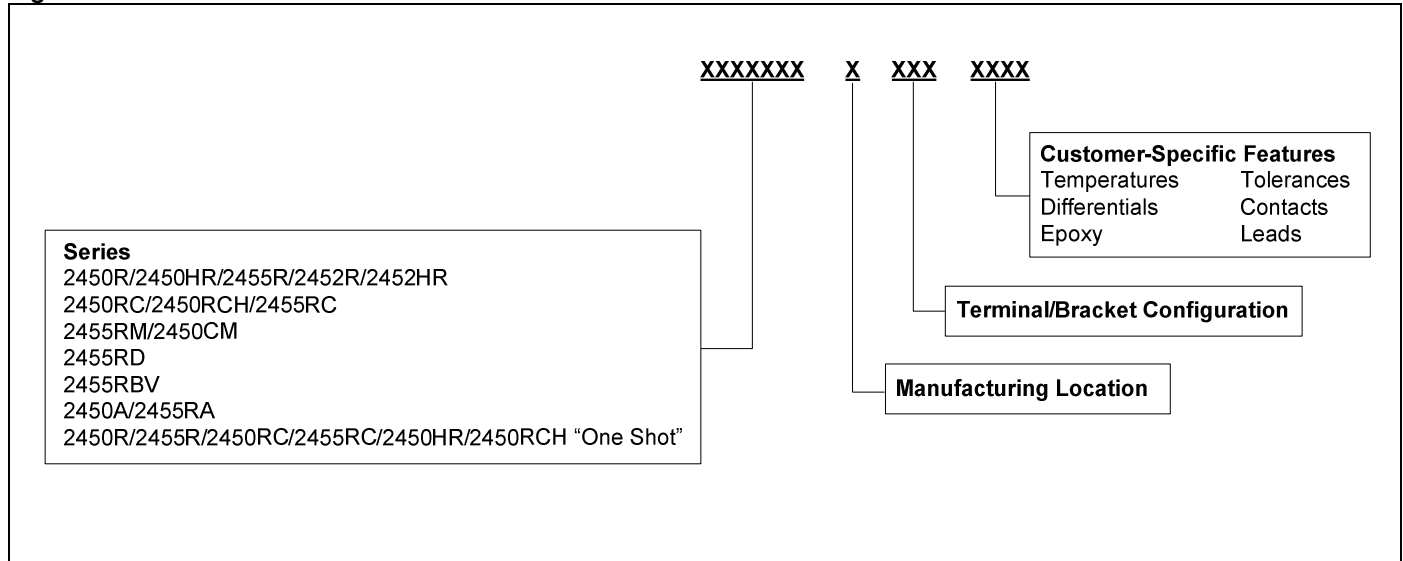 XXXXXXX X XXX XXXX
Customer-Specific Features
Temperatures Tolerances
Differentials Contacts
Epoxy Leads
Series
2450R/2450HR/2455R/2452R/2452HR
2450RC/2450RCH/2455RC
2455RM/2450CM
2455RD
2455RBV
2450A/2455RA
2450R/2455R/2450RC/2455RC/2450HR/2450RCH “One Shot”
Terminal/Bracket Configuration
Manufacturing Location